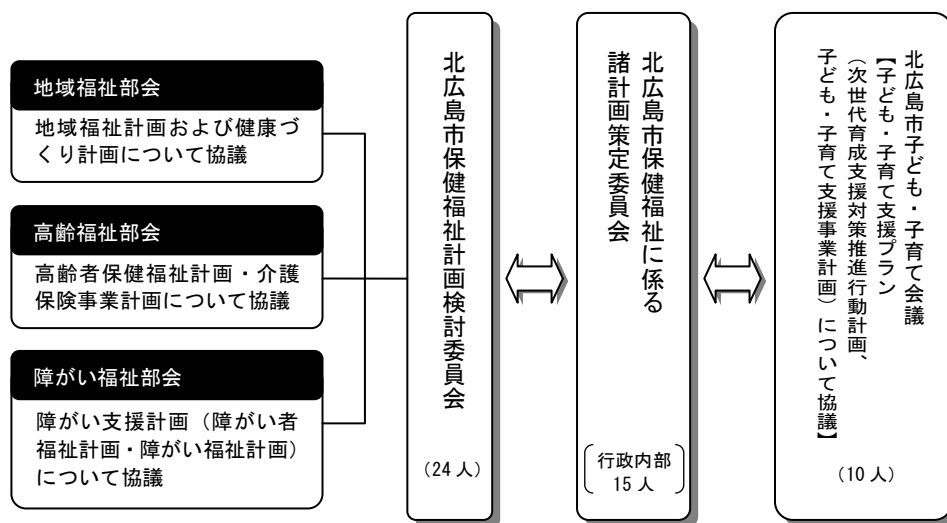 地域福祉部会
地域福祉計画および健康づ
くり計画について協議
高齢福祉部会
高齢者保健福祉計画・介護
保険事業計画について協議
障がい福祉部会
障がい支援計画（障がい者
福祉計画・障がい福祉計画）
について協議
北広島市保健福祉計画検討委員会
（24人）
北広島市保健福祉に係る
諸計画策定委員会
行政内部
15人
北広島市子ども・子育て会議
【子ども・子育て支援プラン
（次世代育成支援対策推進行動計画、
子ども・子育て支援事業計画）について協議】
（10人）